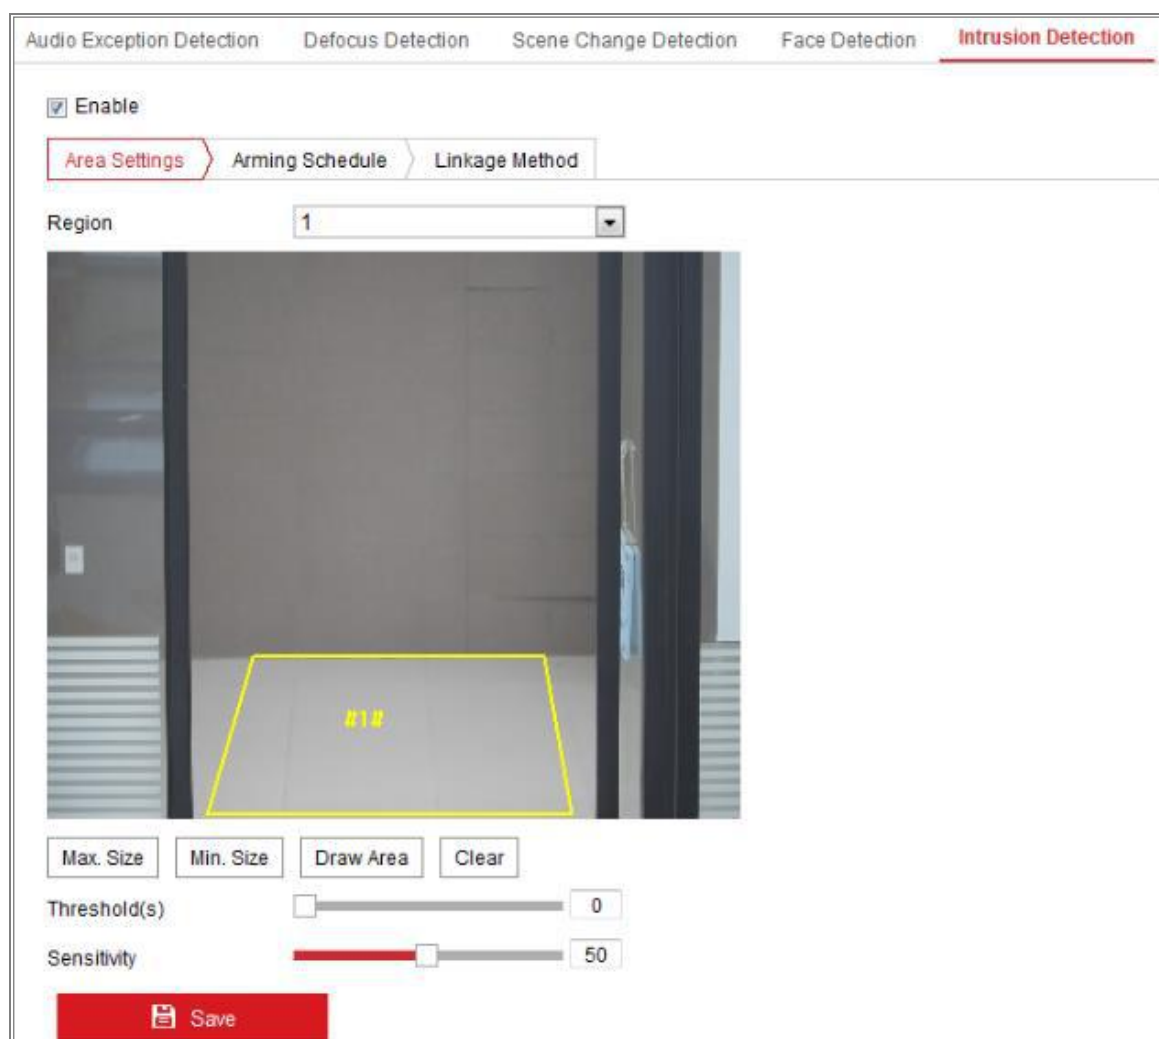 Audio Exception Detection Defocus Detection Scene Change Detection Face Detection Intrusion Detection
Enable
Area Settings Arming Schedule Linkage Method
Region 1
#1#
Max. Size Min. Size Draw Area Clear
Threshold(s) 0
Sensitivity 50
Save